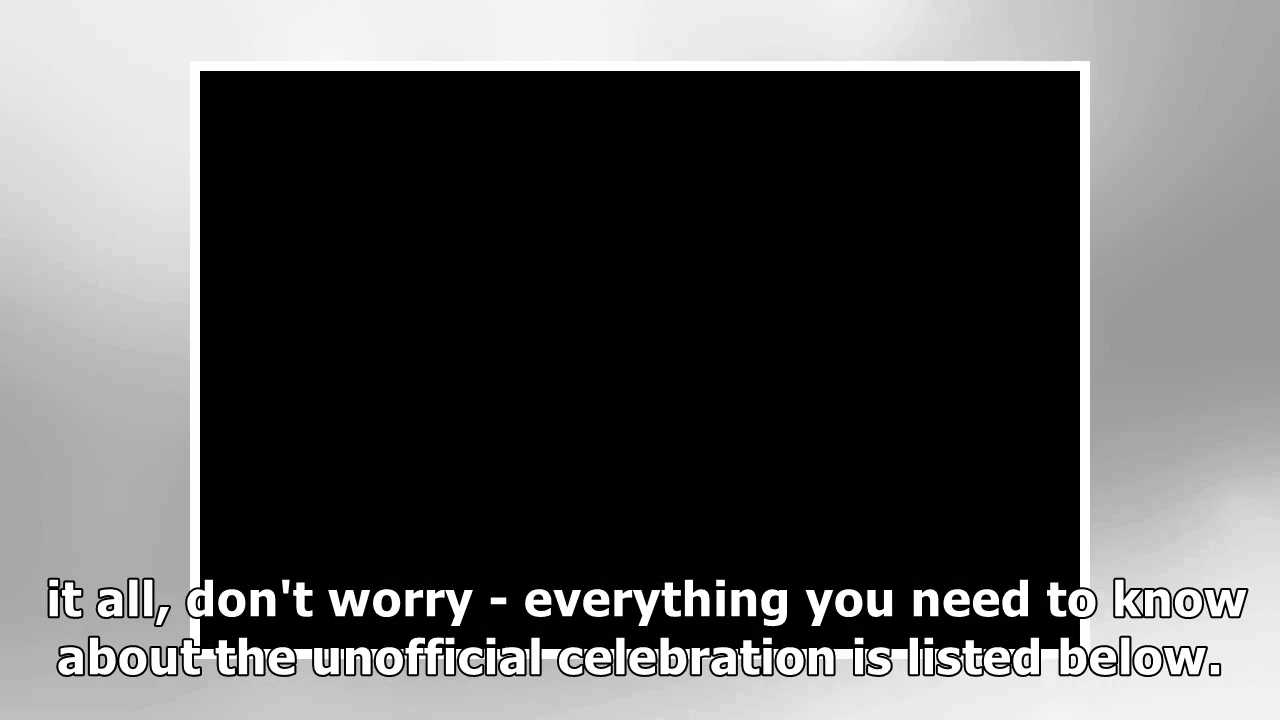 it all, don't worry - everything you need to know
about the unofficial celebration is listed below.